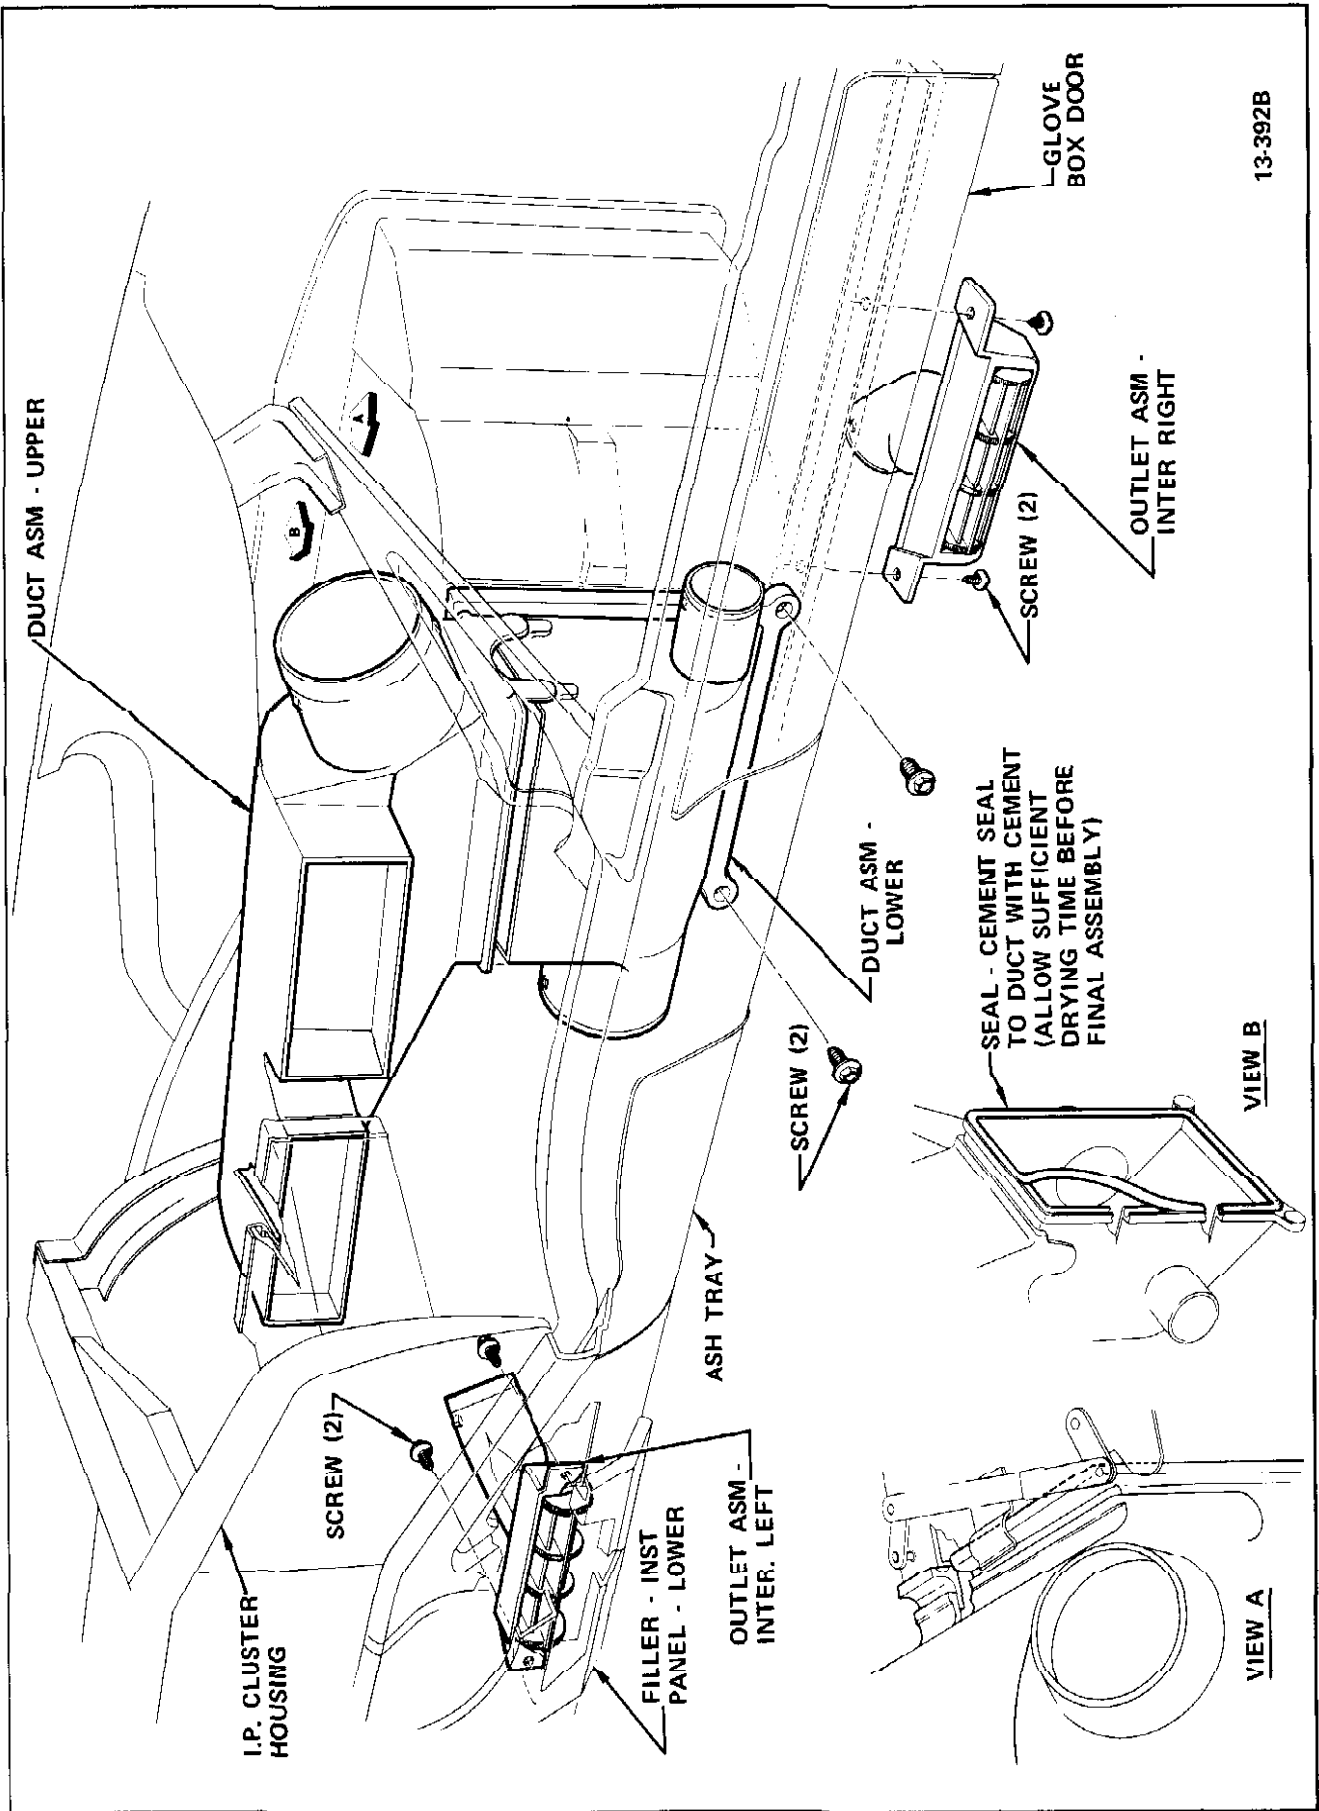 DUCT ASM - UPPER
I.P. CLUSTER
HOUSING
B
A
SCREW (2)
FILLER - INST
PANEL - LOWER
OUTLET ASM -
INTER. LEFT
ASH TRAY
SCREW (2)
DUCT ASM -
LOWER
SCREW (2)
OUTLET ASM -
INTER RIGHT
GLOVE
BOX DOOR
SEAL - CEMENT SEAL
TO DUCT WITH CEMENT
(ALLOW SUFFICIENT
DRYING TIME BEFORE
FINAL ASSEMBLY)
VIEW A
VIEW B
13-392B